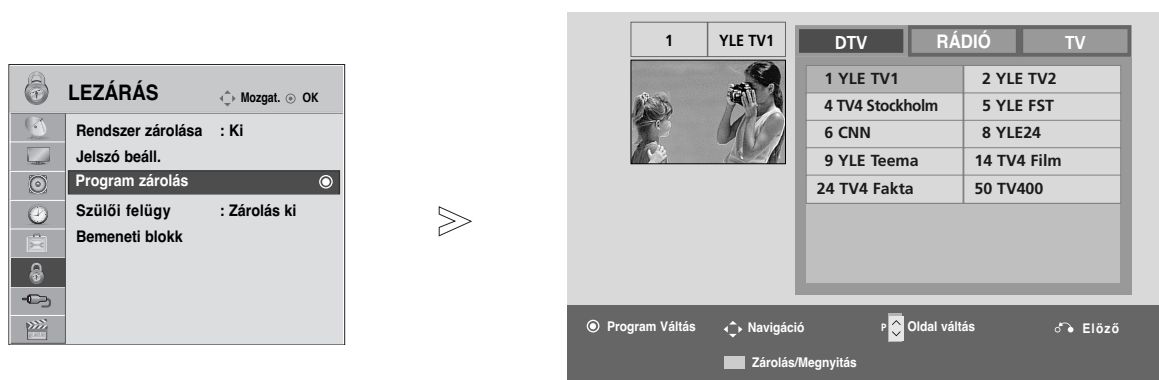 LEZÁRÁS Mozgat. OK
Rendszer zárolása : Ki
Jelszó beáll.
Program zárolás
Szülői felügy : Zárolás ki
Bemeneti blokk
1 YLE TV1
DTV RÁDIÓ TV
1 YLE TV1 2 YLE TV2
4 TV4 Stockholm 5 YLE FST
6 CNN 8 YLE24
9 YLE Teema 14 TV4 Film
24 TV4 Fakta 50 TV400
Program Váltás Navigáció P Oldal váltás Előző
Zárolás/Megnyitás